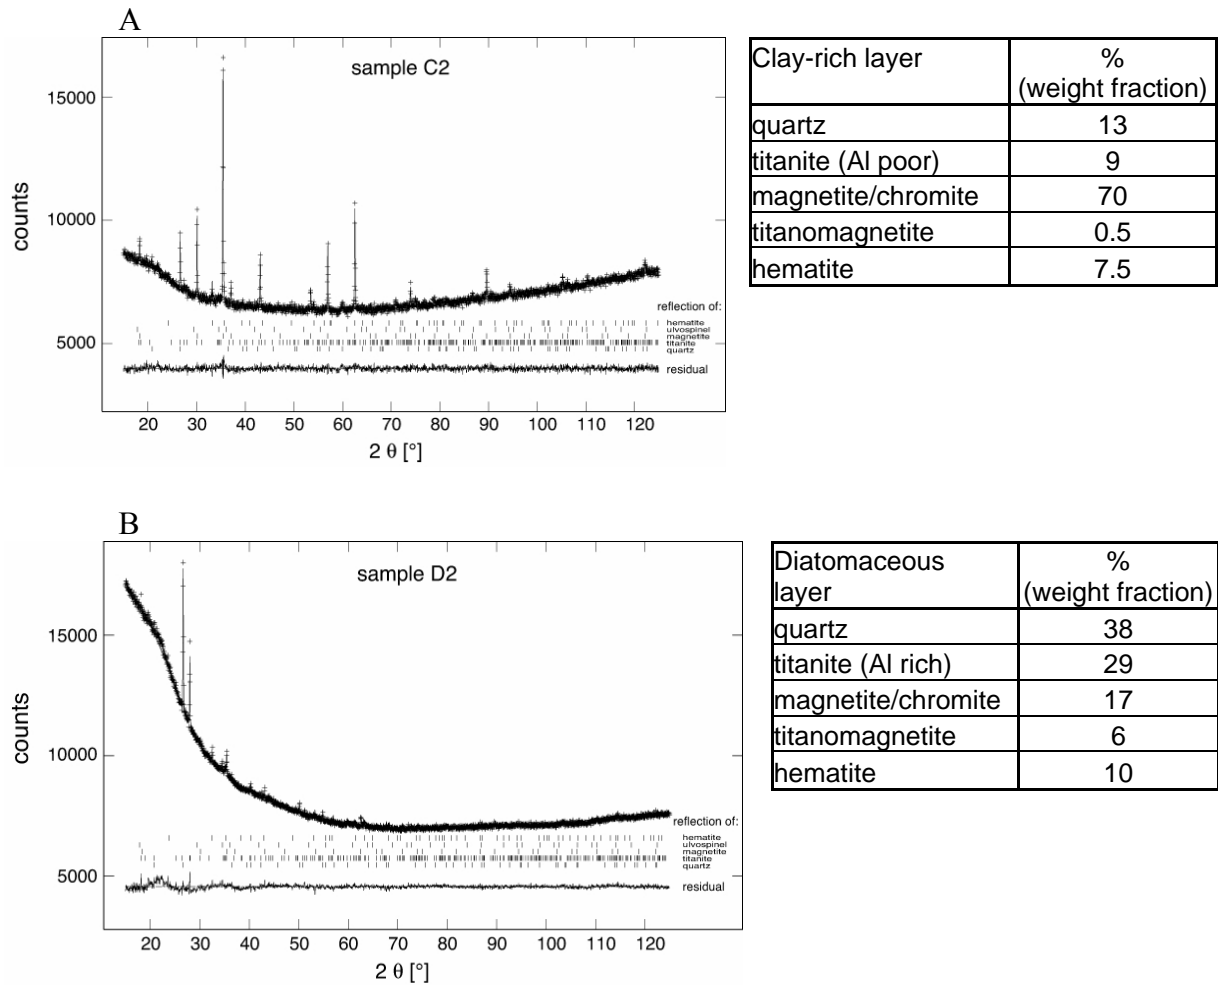 A
sample C2
15000
10000
5000
counts
reflection of:
hematite
ulvospinel
magnetite
titanite
quartz
residual
20 30 40 50 60 70 80 90 100 110 120
2 θ [°]
Clay-rich layer % (weight fraction)
quartz 13
titanite (Al poor) 9
magnetite/chromite 70
titanomagnetite 0.5
hematite 7.5
B
sample D2
15000
10000
5000
counts
reflection of:
hematite
ulvospinel
magnetite
titanite
quartz
residual
20 30 40 50 60 70 80 90 100 110 120
2 θ [°]
Diatomaceous layer % (weight fraction)
quartz 38
titanite (Al rich) 29
magnetite/chromite 17
titanomagnetite 6
hematite 10